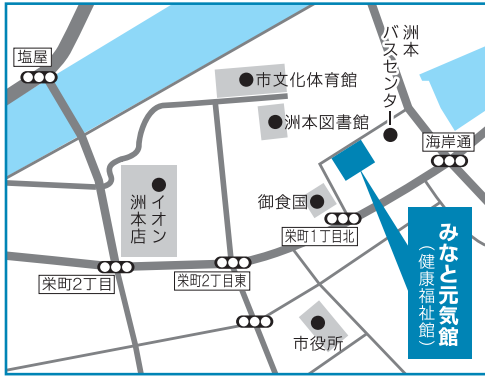 塩屋
市文化体育館
洲本図書館
洲本
バスセンター
海岸通
イオン
洲本店
御食国
栄町1丁目北
栄町2丁目
栄町2丁目東
市役所
みなと元気館
（健康福祉館）